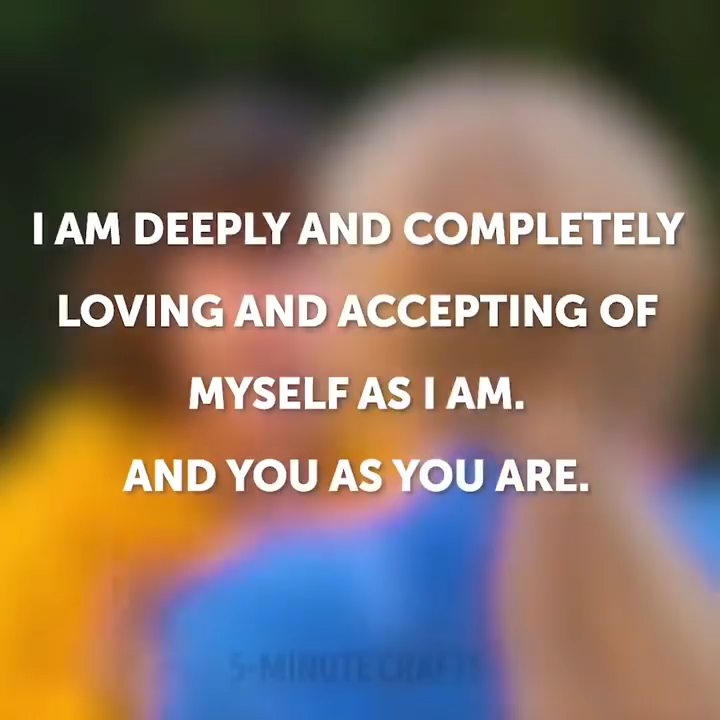 I AM DEEPLY AND COMPLETELY
LOVING AND ACCEPTING OF
MYSELF AS I AM.
AND YOU AS YOU ARE.
5-MINUTE CRAFTS